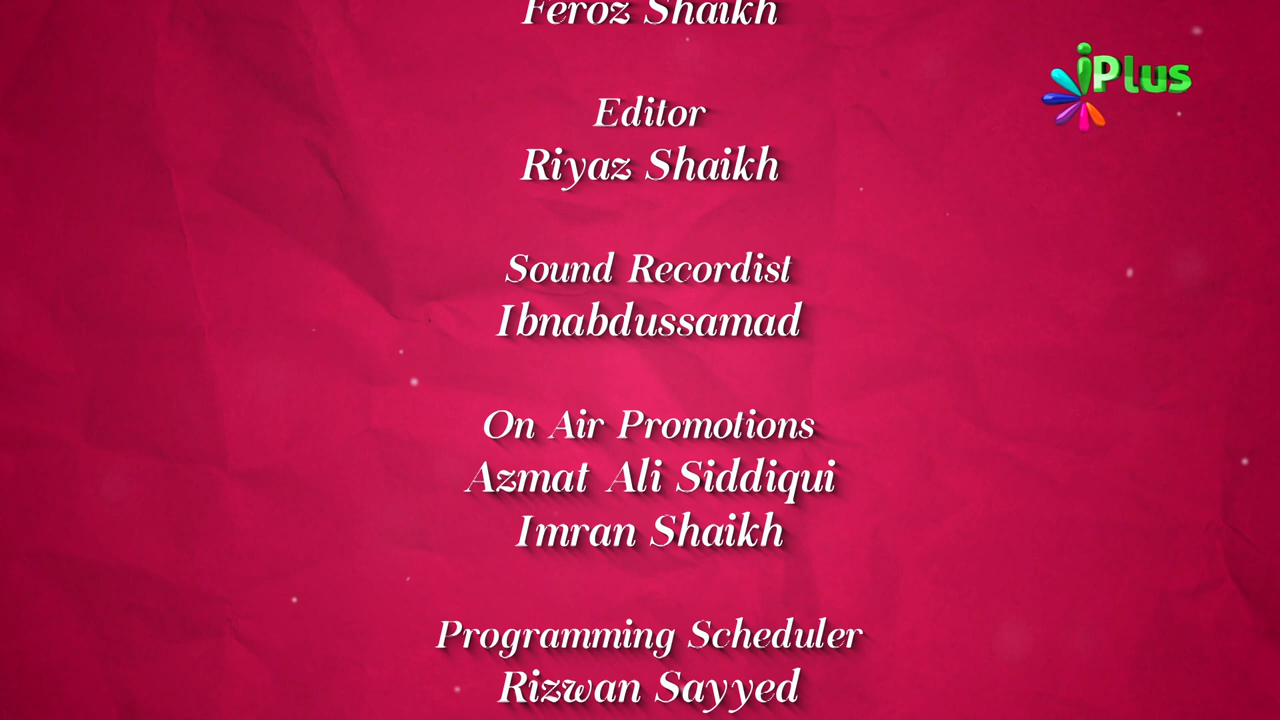 Feroz Shaikh
iPlus
Editor
Riyaz Shaikh
Sound Recordist
Ibnabdussamad
On Air Promotions
Azmat Ali Siddiqui
Imran Shaikh
Programming Scheduler
Rizwan Sayyed